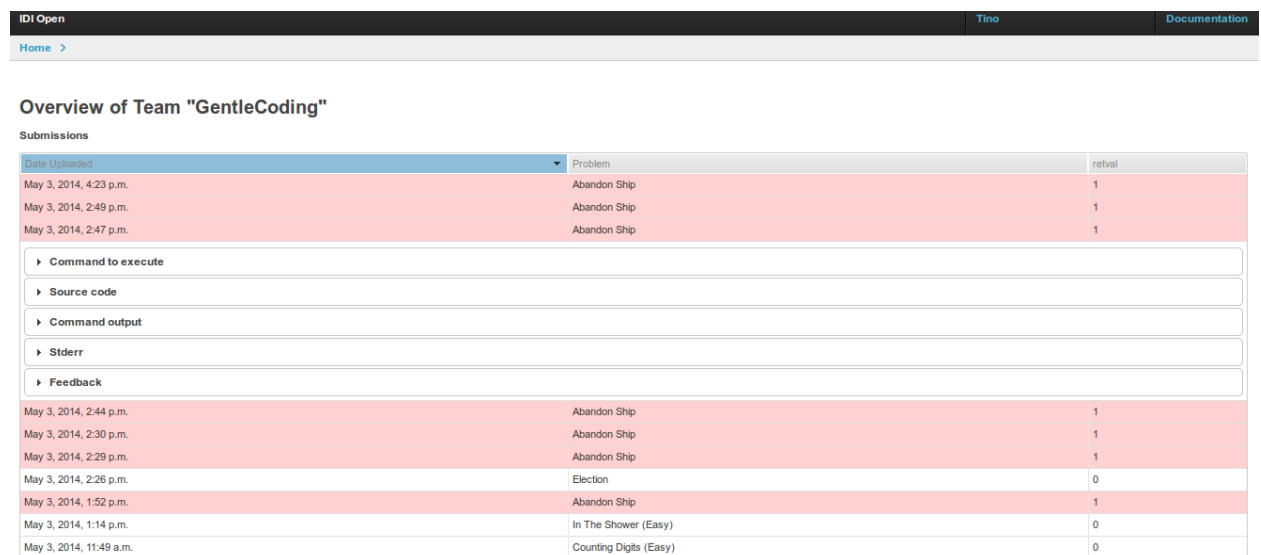 IDI Open Tino Documentation
Home >
Overview of Team "GentleCoding"
Submissions
Date Uploaded Problem retval
May 3, 2014, 4:23 p.m. Abandon Ship 1
May 3, 2014, 2:49 p.m. Abandon Ship 1
May 3, 2014, 2:47 p.m. Abandon Ship 1
Command to execute
Source code
Command output
Stderr
Feedback
May 3, 2014, 2:44 p.m. Abandon Ship 1
May 3, 2014, 2:30 p.m. Abandon Ship 1
May 3, 2014, 2:29 p.m. Abandon Ship 1
May 3, 2014, 2:26 p.m. Election 0
May 3, 2014, 1:52 p.m. Abandon Ship 1
May 3, 2014, 1:14 p.m. In The Shower (Easy) 0
May 3, 2014, 11:49 a.m. Counting Digits (Easy) 0